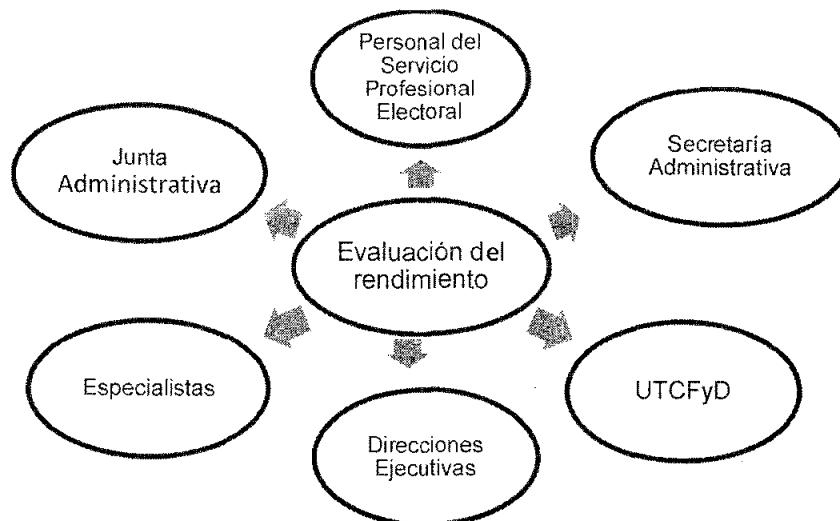 Personal del
Servicio
Profesional
Electoral
Junta
Administrativa
Secretaría
Administrativa
Evaluación del
rendimiento
Especialistas
UTCFyD
Direcciones
Ejecutivas